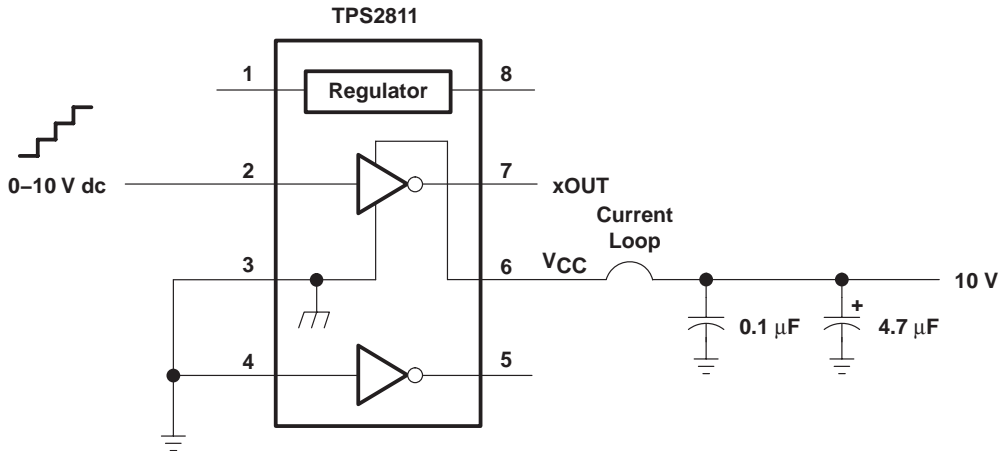 TPS2811
1
Regulator
8
2
7
0–10 V dc
xOUT
Current
Loop
3
6
VCC
10 V
0.1 μF
+
4.7 μF
4
5